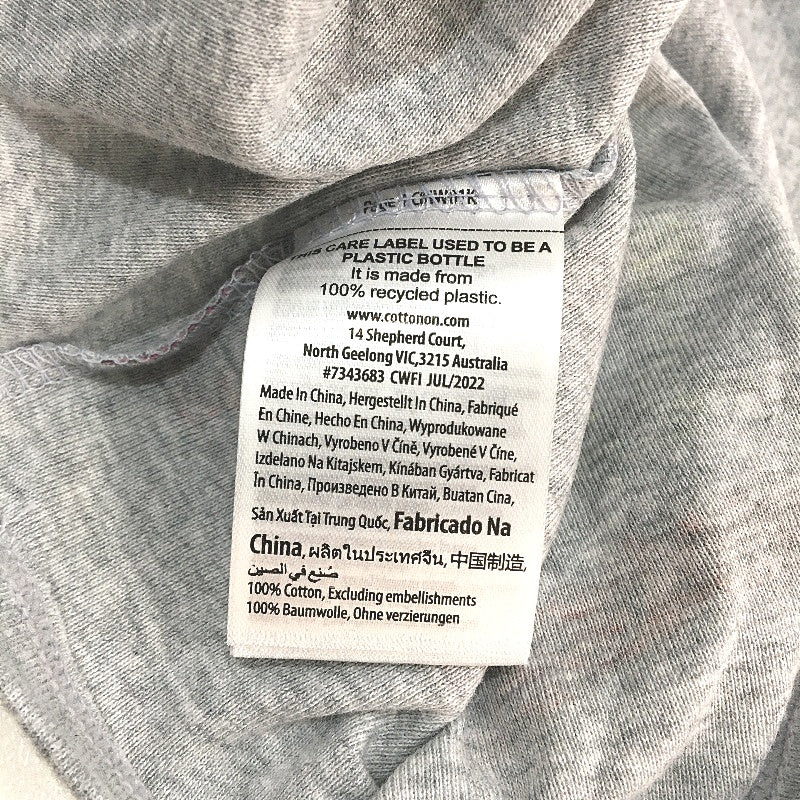 THIS CARE LABEL USED TO BE A
PLASTIC BOTTLE
It is made from
100% recycled plastic.
www.cottonon.com
14 Shepherd Court,
North Geelong VIC,3215 Australia
#7343683 CWFI JUL/2022
Made In China, Hergestellt In China, Fabriqué
En Chine, Hecho En China, Wyprodukowane
W Chinach, Vyrobeno V Číně, Vyrobené V Číne,
Izdelano Na Kitajskem, Kínában Gyártva, Fabricat
În China, Произведено В Китай, Buatan Cina,
Sản Xuất Tại Trung Quốc, Fabricado Na
China, ผลิตในประเทศจีน, 中国制造,
صُنع في الصين
100% Cotton, Excluding embellishments
100% Baumwolle, Ohne verzierungen